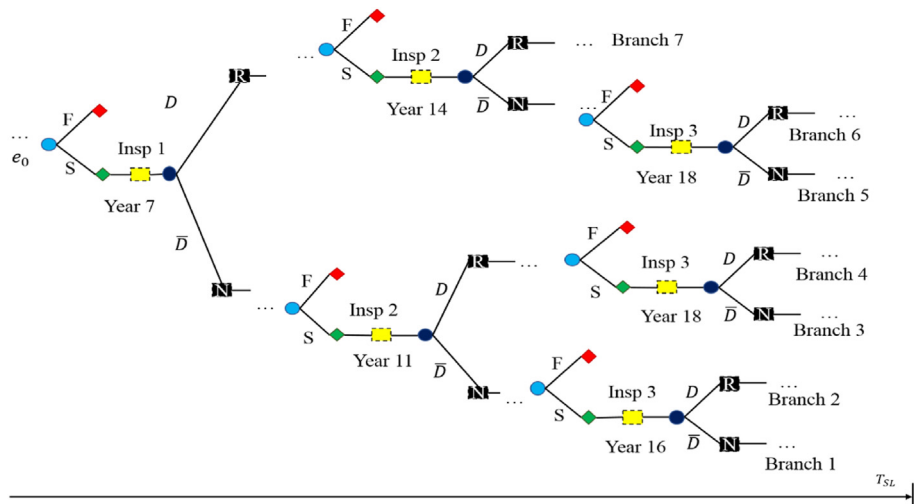 F
...
S
Insp 2
Year 14
D
D̅
R
N
...
Branch 7
...
F
S
Insp 3
Year 18
D
D̅
R
N
...
Branch 6
...
Branch 5
...
e₀
F
S
Insp 1
Year 7
D
D̅
R
N
...
F
S
Insp 2
Year 11
D
D̅
R
N
...
F
S
Insp 3
Year 18
D
D̅
R
N
...
Branch 4
...
Branch 3
...
F
S
Insp 3
Year 16
D
D̅
R
N
...
Branch 2
...
Branch 1
T_SL